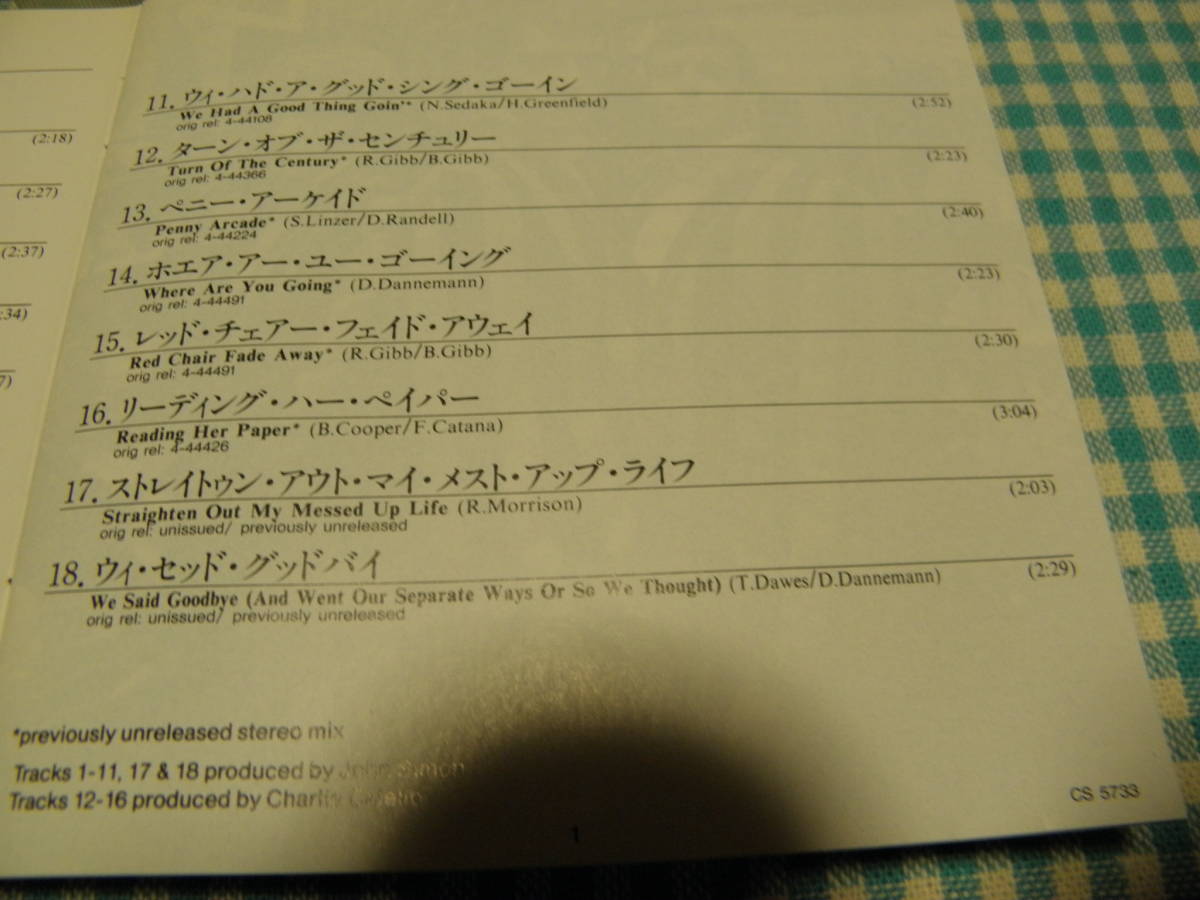 (2:18)
(2:27)
(2:37)
:34)
7)
11. ウィ・ハド・ア・グッド・シング・ゴーイン
We Had A Good Thing Goin'* (N.Sedaka/H.Greenfield) (2:52)
orig rel: 4-44108
12. ターン・オブ・ザ・センチュリー
Turn Of The Century* (R.Gibb/B.Gibb) (2:23)
orig rel: 4-44366
13. ペニー・アーケイド
Penny Arcade* (S.Linzer/D.Randell) (2:40)
orig rel: 4-44224
14. ホエア・アー・ユー・ゴーイング
Where Are You Going* (D.Dannemann) (2:23)
orig rel: 4-44491
15. レッド・チェアー・フェイド・アウェイ
Red Chair Fade Away* (R.Gibb/B.Gibb) (2:30)
orig rel: 4-44491
16. リーディング・ハー・ペイパー
Reading Her Paper* (B.Cooper/F.Catana) (3:04)
orig rel: 4-44426
17. ストレイトゥン・アウト・マイ・メスト・アップ・ライフ
Straighten Out My Messed Up Life (R.Morrison) (2:03)
orig rel: unissued/ previously unreleased
18. ウィ・セッド・グッドバイ
We Said Goodbye (And Went Our Separate Ways Or So We Thought) (T.Dawes/D.Dannemann) (2:29)
orig rel: unissued/ previously unreleased
*previously unreleased stereo mix
Tracks 1-11, 17 & 18 produced by John Simon
Tracks 12-16 produced by Charlie
CS 5733
1